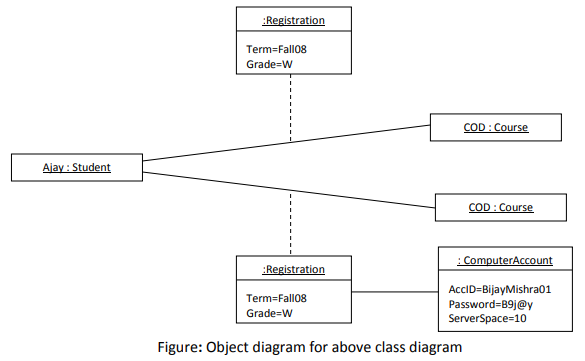 :Registration
Term=Fall08
Grade=W
COD : Course
Ajay : Student
COD : Course
:Registration
Term=Fall08
Grade=W
: ComputerAccount
AccID=BijayMishra01
Password=B9j@y
ServerSpace=10
Figure: Object diagram for above class diagram